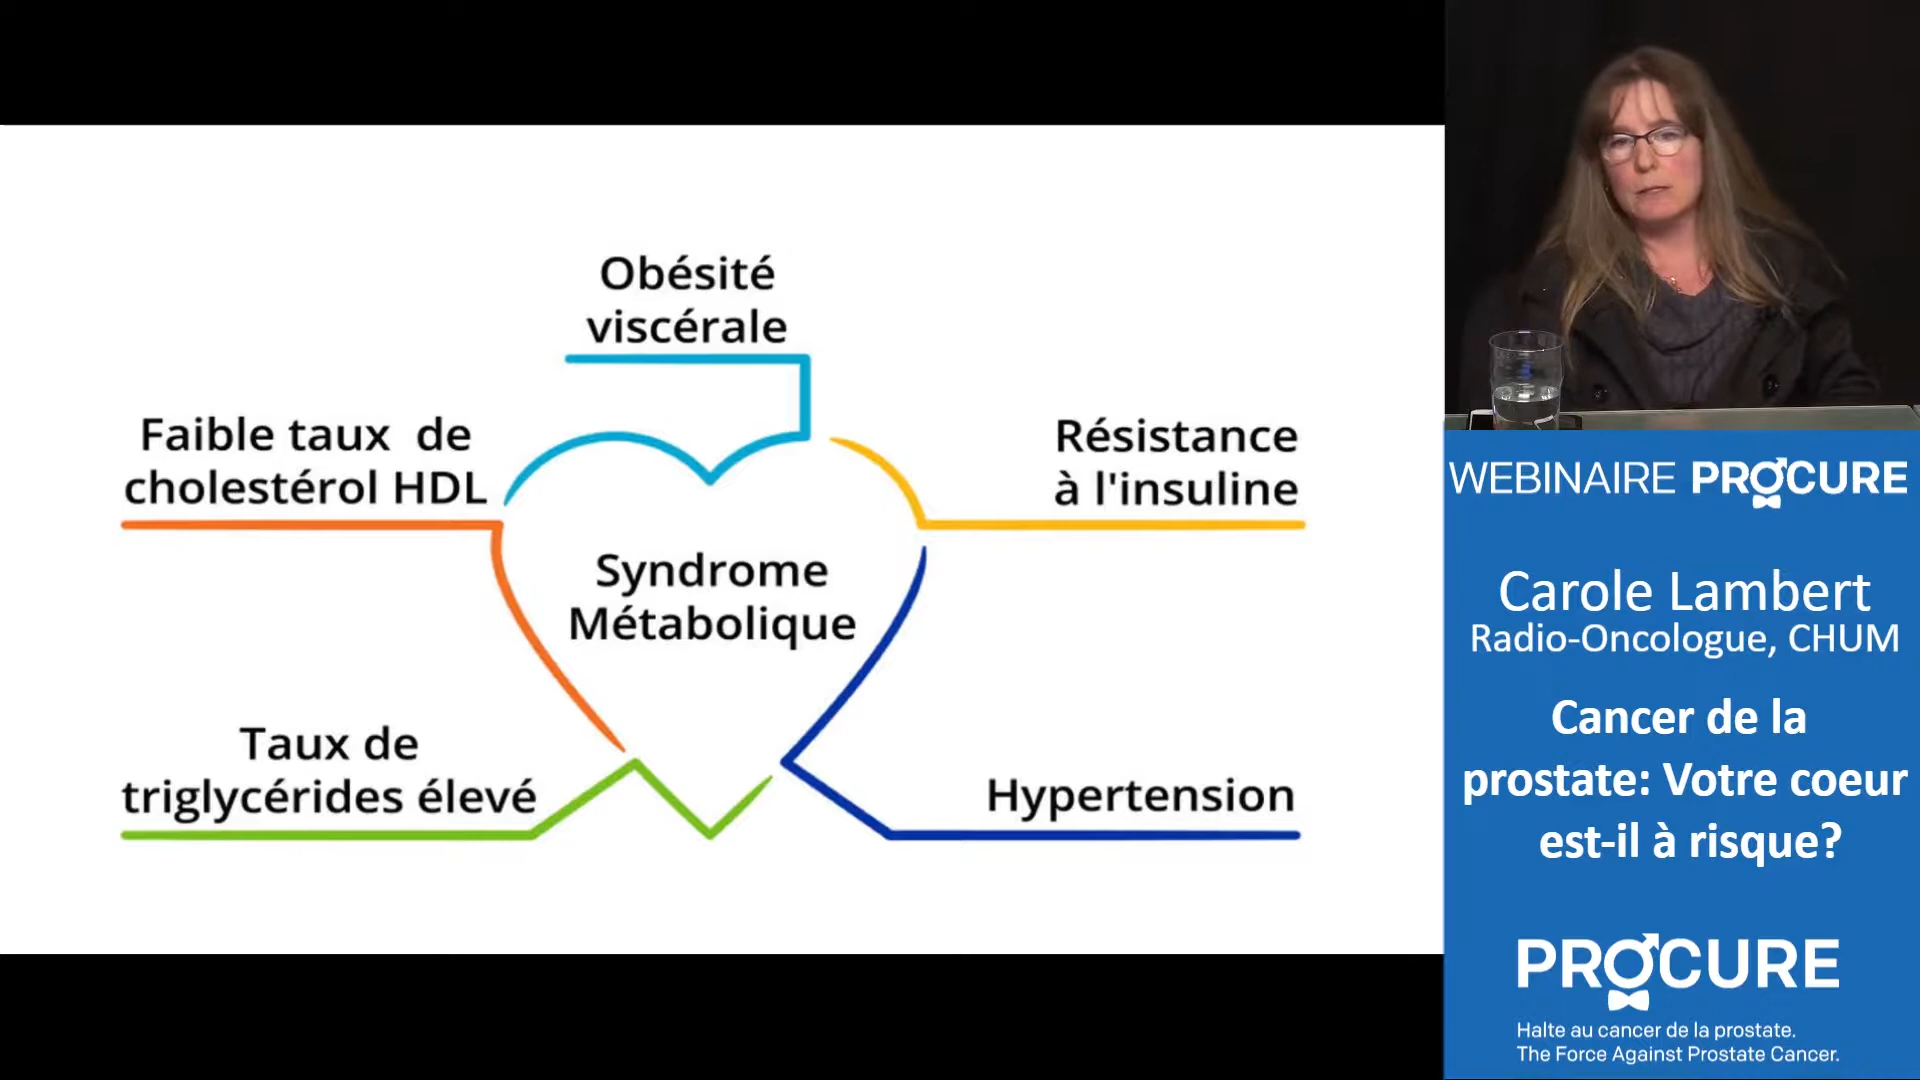 Obésité
viscérale
Faible taux de
cholestérol HDL
Résistance
à l'insuline
Syndrome
Métabolique
Taux de
triglycérides élevé
Hypertension
WEBINAIRE PROCURE
Carole Lambert
Radio-Oncologue, CHUM
Cancer de la
prostate: Votre coeur
est-il à risque?
PROCURE
Halte au cancer de la prostate.
The Force Against Prostate Cancer.